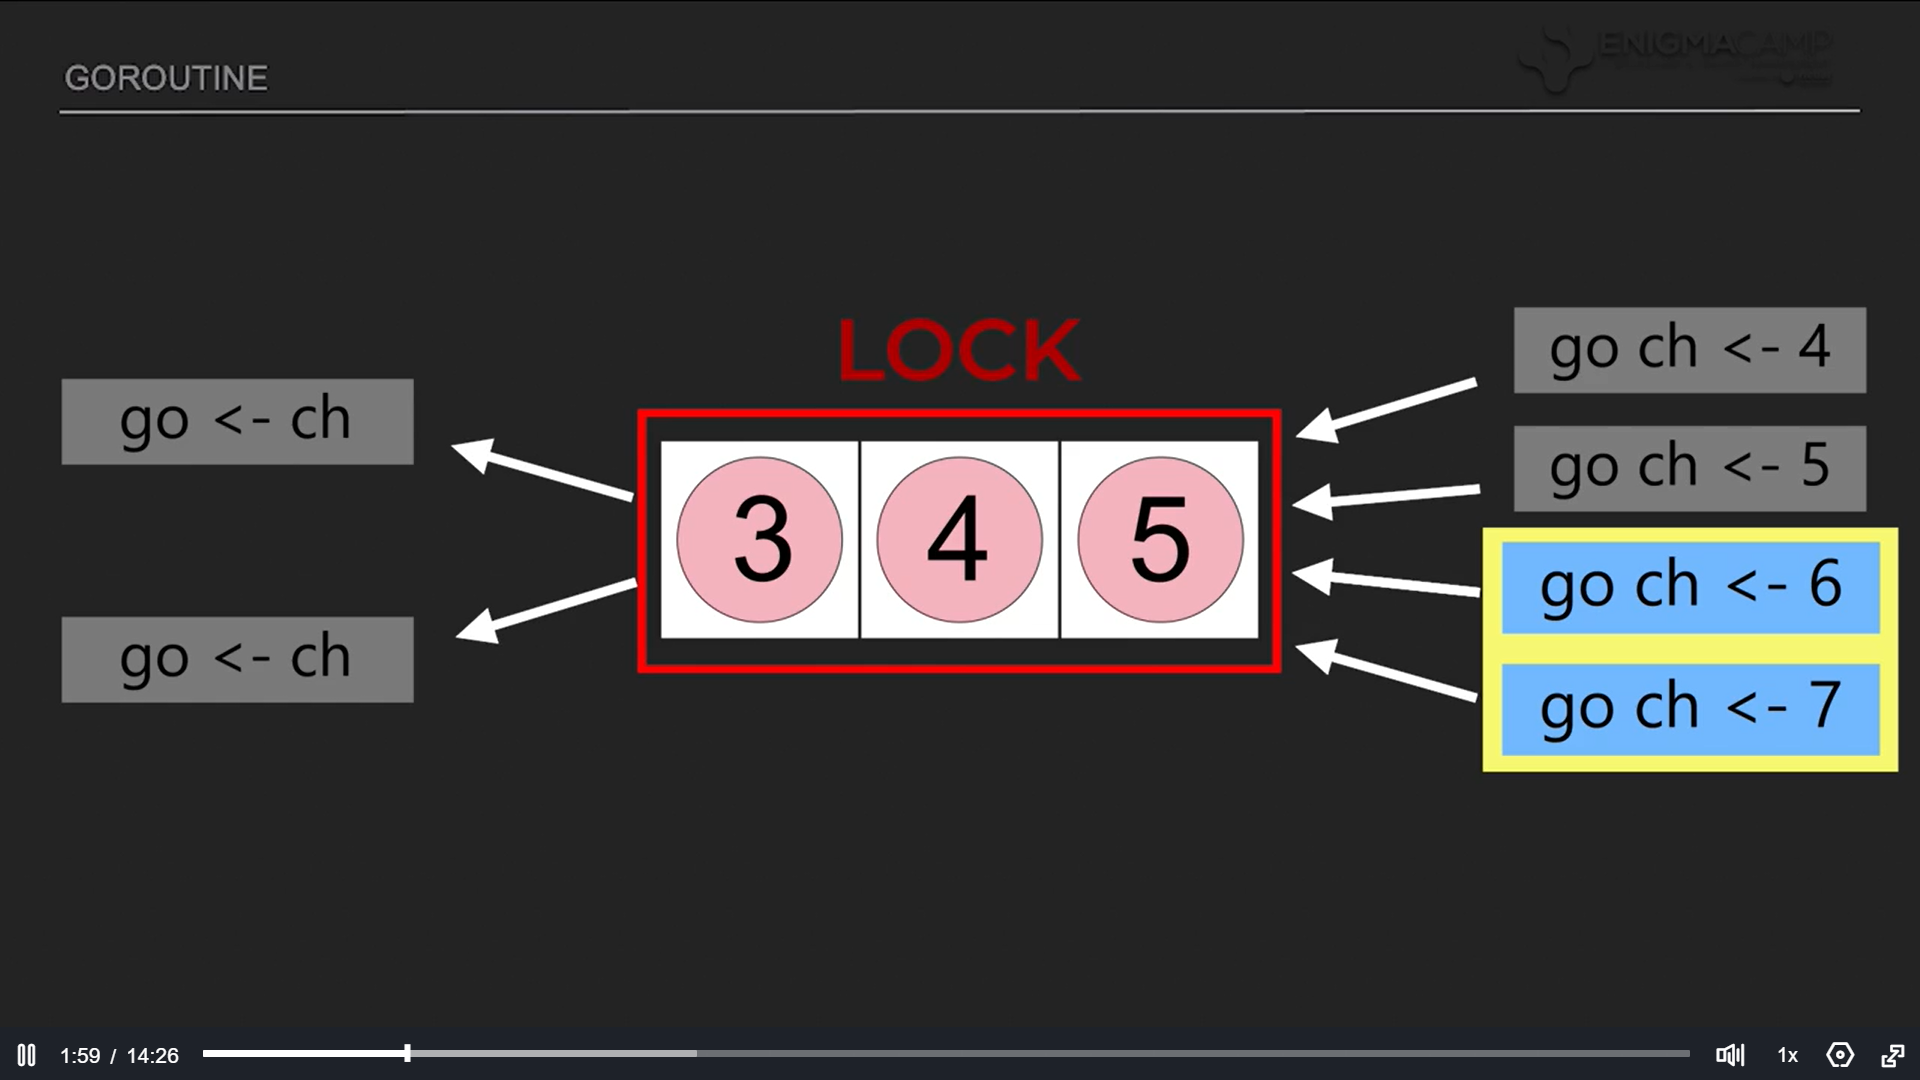 GOROUTINE
ENIGMACAMP
LOCK
go <- ch
go <- ch
3 4 5
go ch <- 4
go ch <- 5
go ch <- 6
go ch <- 7
1:59 / 14:26
1x